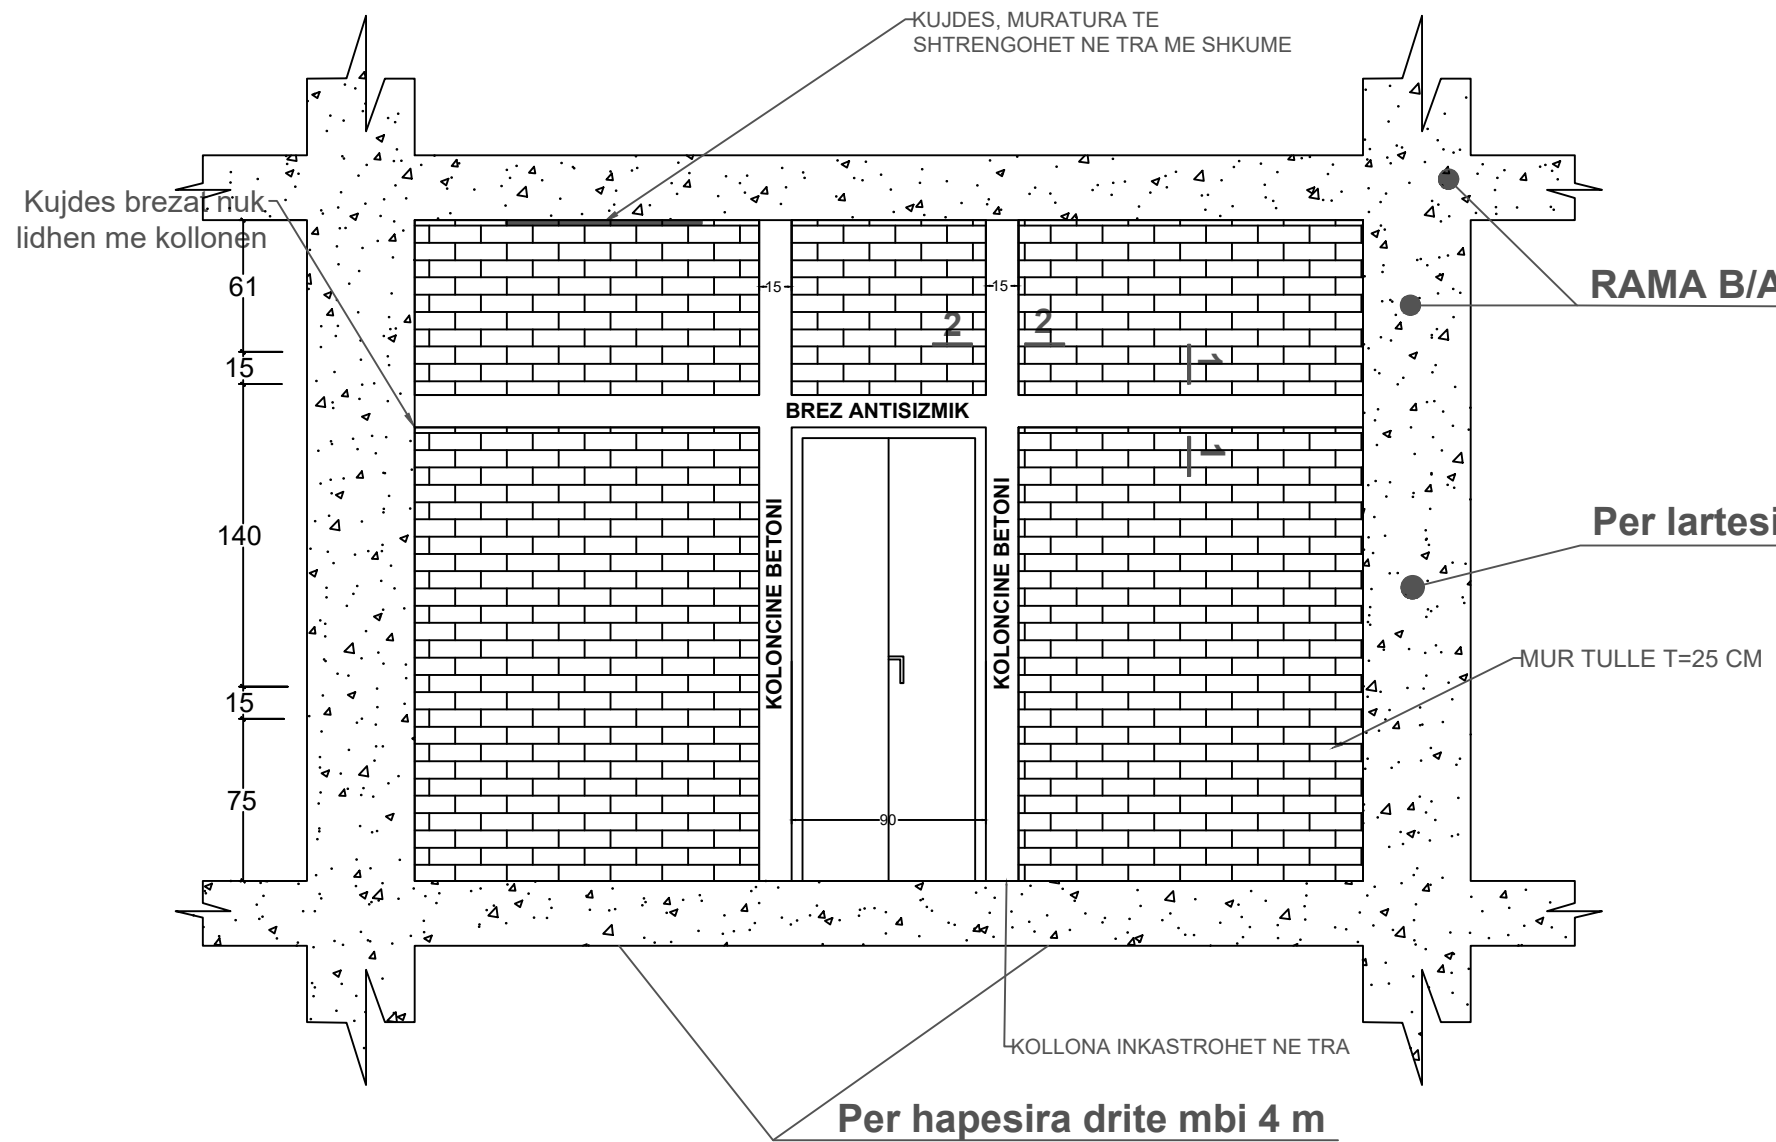 KUJDES, MURATURA TE
SHTRENGOHET NE TRA ME SHKUME
Kujdes brezat nuk
lidhen me kollonen
61
15
140
15
75
15
15
2
2
1
1
RAMA B/A
BREZ ANTISIZMIK
KOLONCINE BETONI
KOLONCINE BETONI
Per lartesi
MUR TULLE T=25 CM
90
KOLLONA INKASTROHET NE TRA
Per hapesira drite mbi 4 m